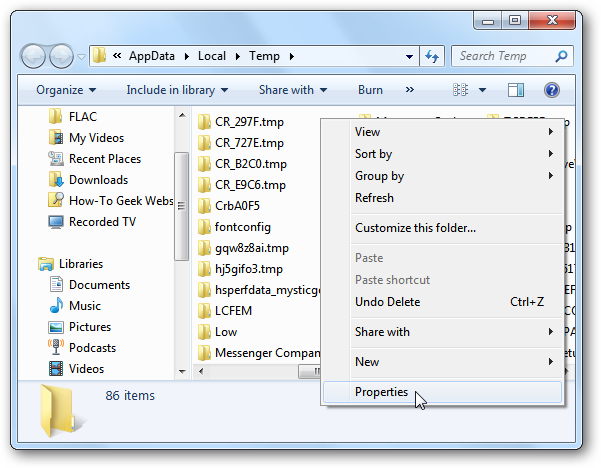 « AppData Local Temp
Search Temp
Organize Include in library Share with Burn »
FLAC
My Videos
Recent Places
Downloads
How-To Geek Webs
Recorded TV
Libraries
Documents
Music
Pictures
Podcasts
Videos
CR_297F.tmp
CR_727E.tmp
CR_B2C0.tmp
CR_E9C6.tmp
CrbA0F5
fontconfig
gqw8z8ai.tmp
hj5gifo3.tmp
hsperfdata_mysticge
LCFEM
Low
Messenger Compan
View
Sort by
Group by
Refresh
Customize this folder...
Paste
Paste shortcut
Undo Delete Ctrl+Z
Share with
New
Properties
86 items